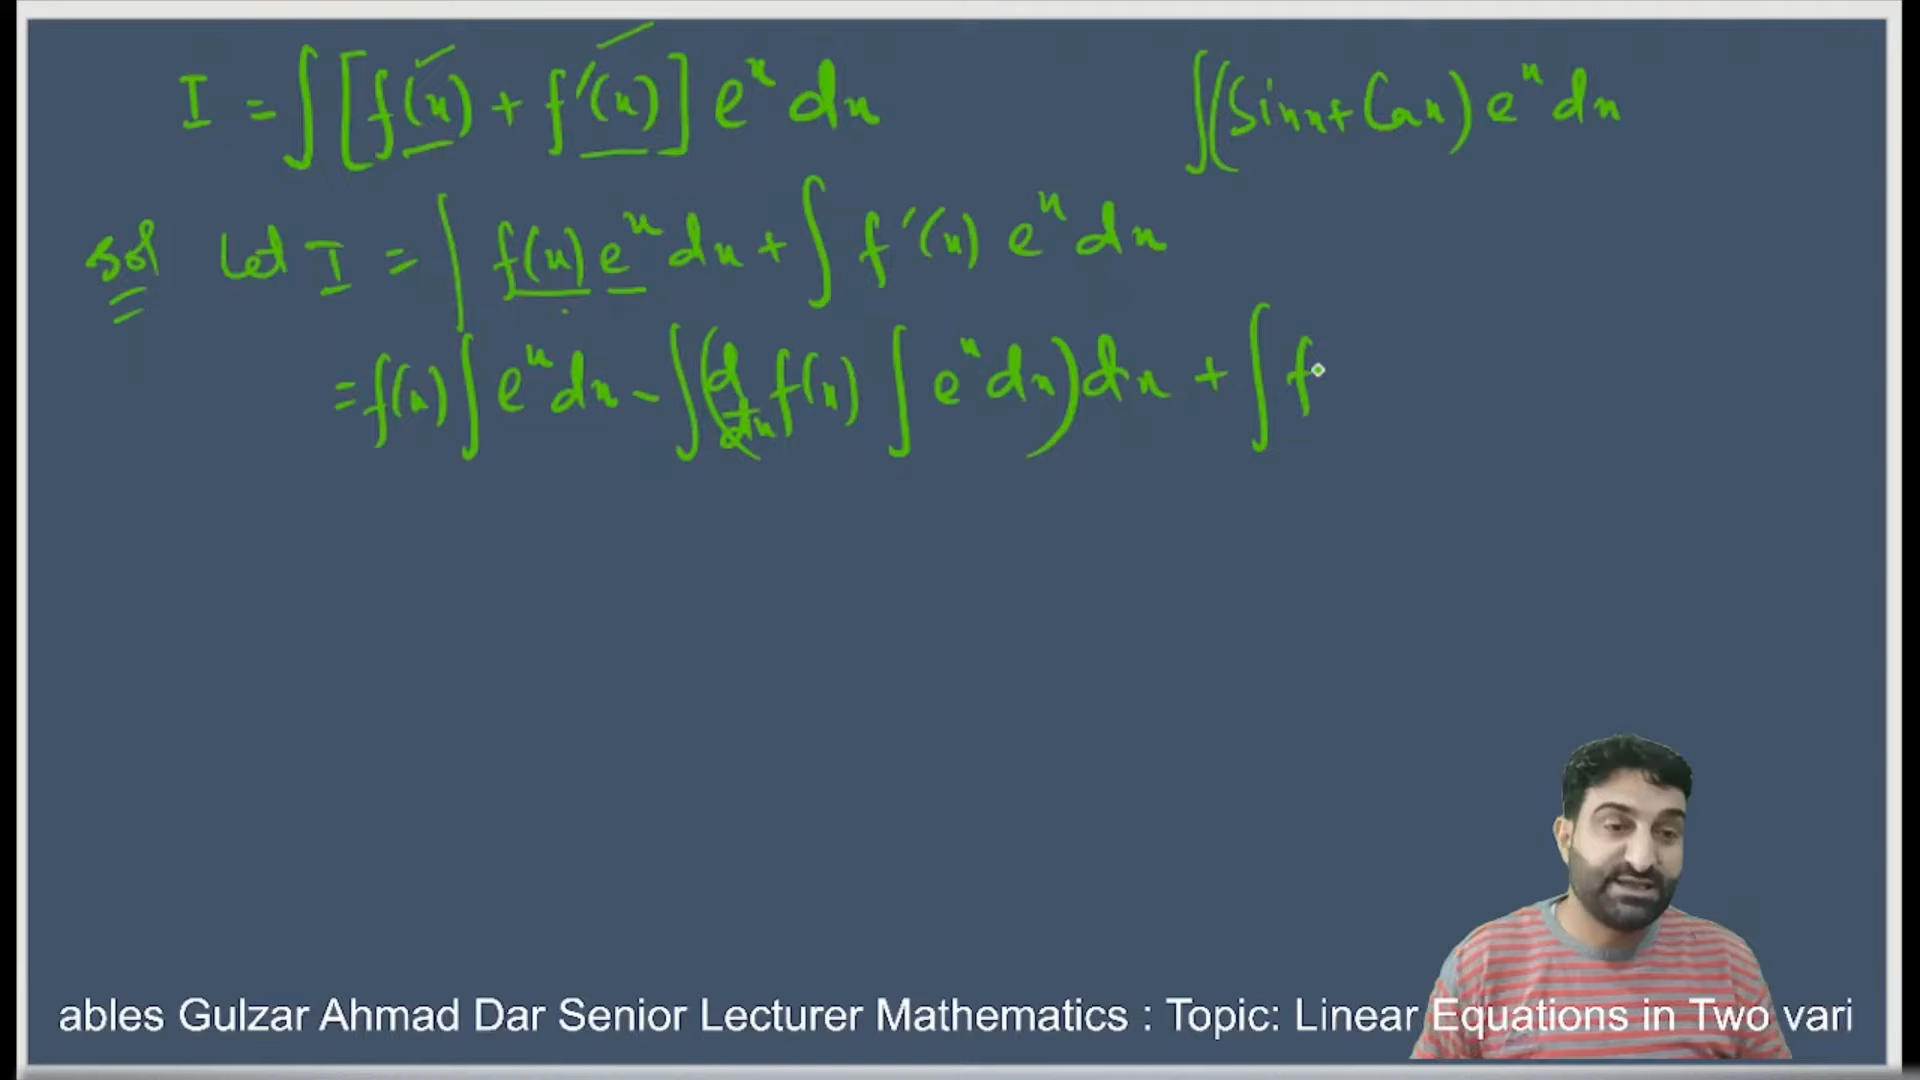 I = ∫ [f(x) + f'(x)] eˣ dx
∫(Sinx + Cosx) eˣ dx
Sol Let I = ∫ f(x) eˣ dx + ∫ f'(x) eˣ dx
= f(x) ∫ eˣ dx - ∫ (d/dx f(x) ∫ eˣ dx) dx + ∫ f
ables Gulzar Ahmad Dar Senior Lecturer Mathematics : Topic: Linear Equations in Two vari